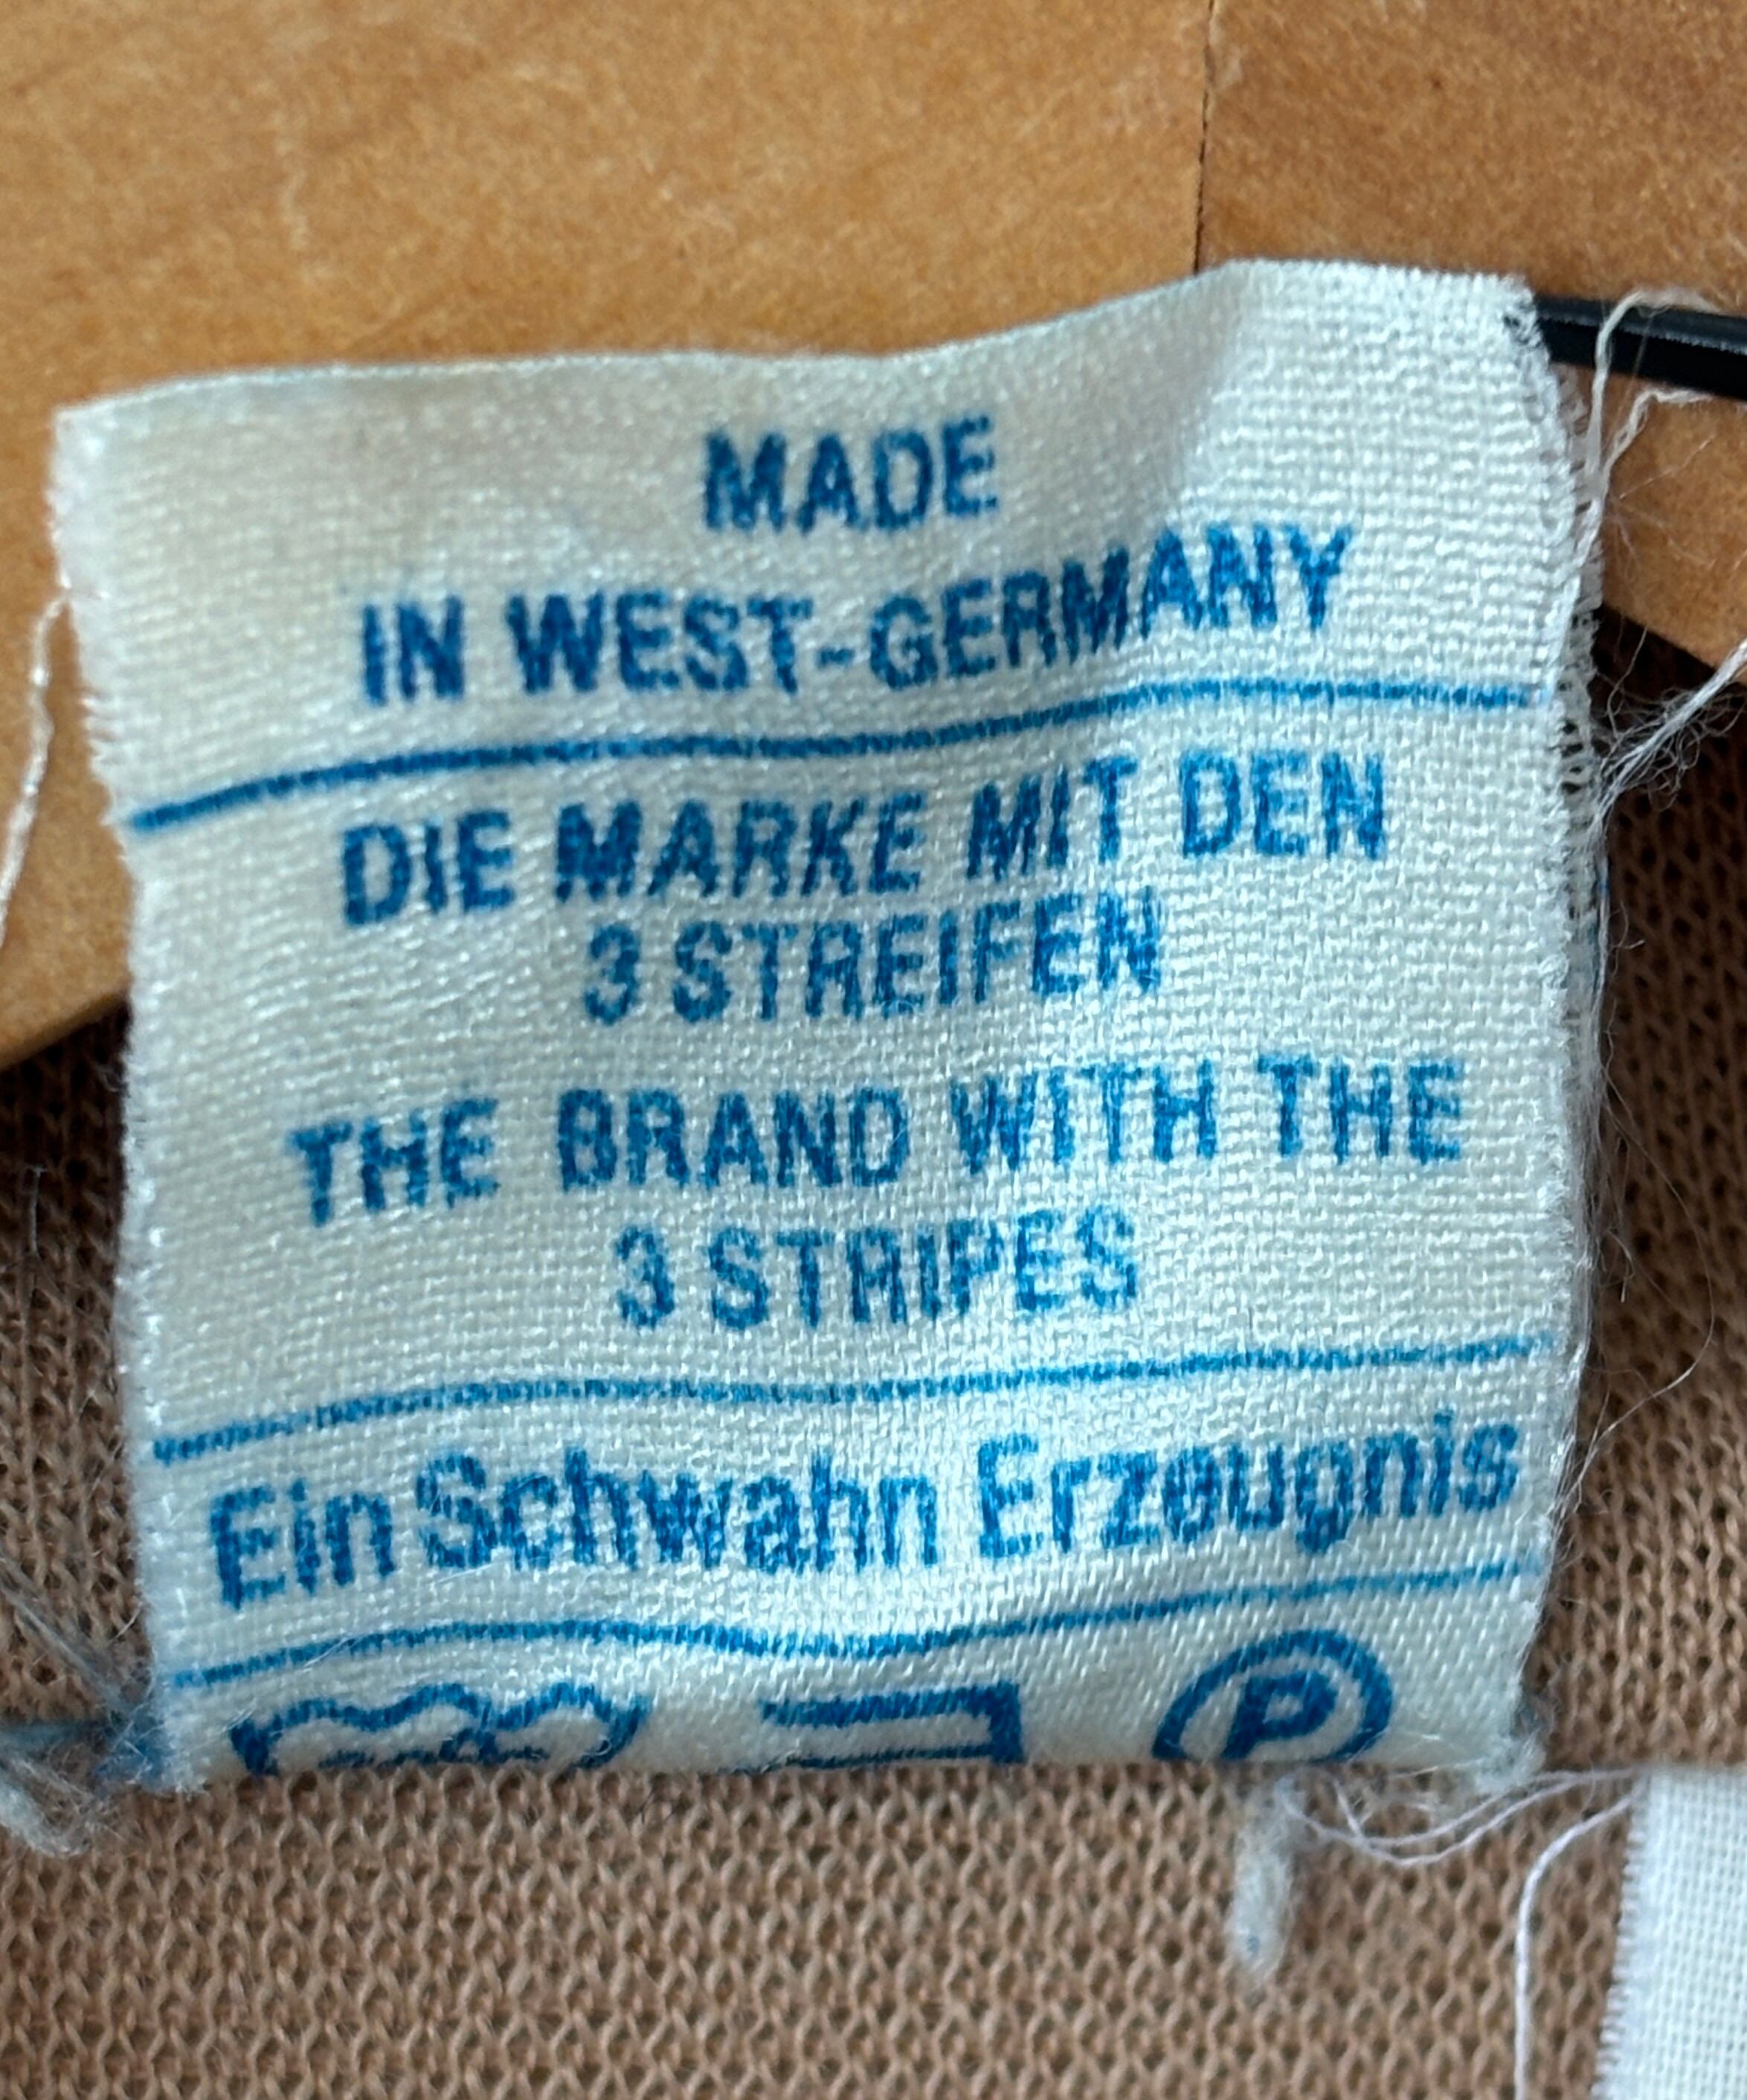 MADE
IN WEST-GERMANY
DIE MARKE MIT DEN
3 STREIFEN
THE BRAND WITH THE
3 STRIPES
Ein Schwahn Erzeugnis
P